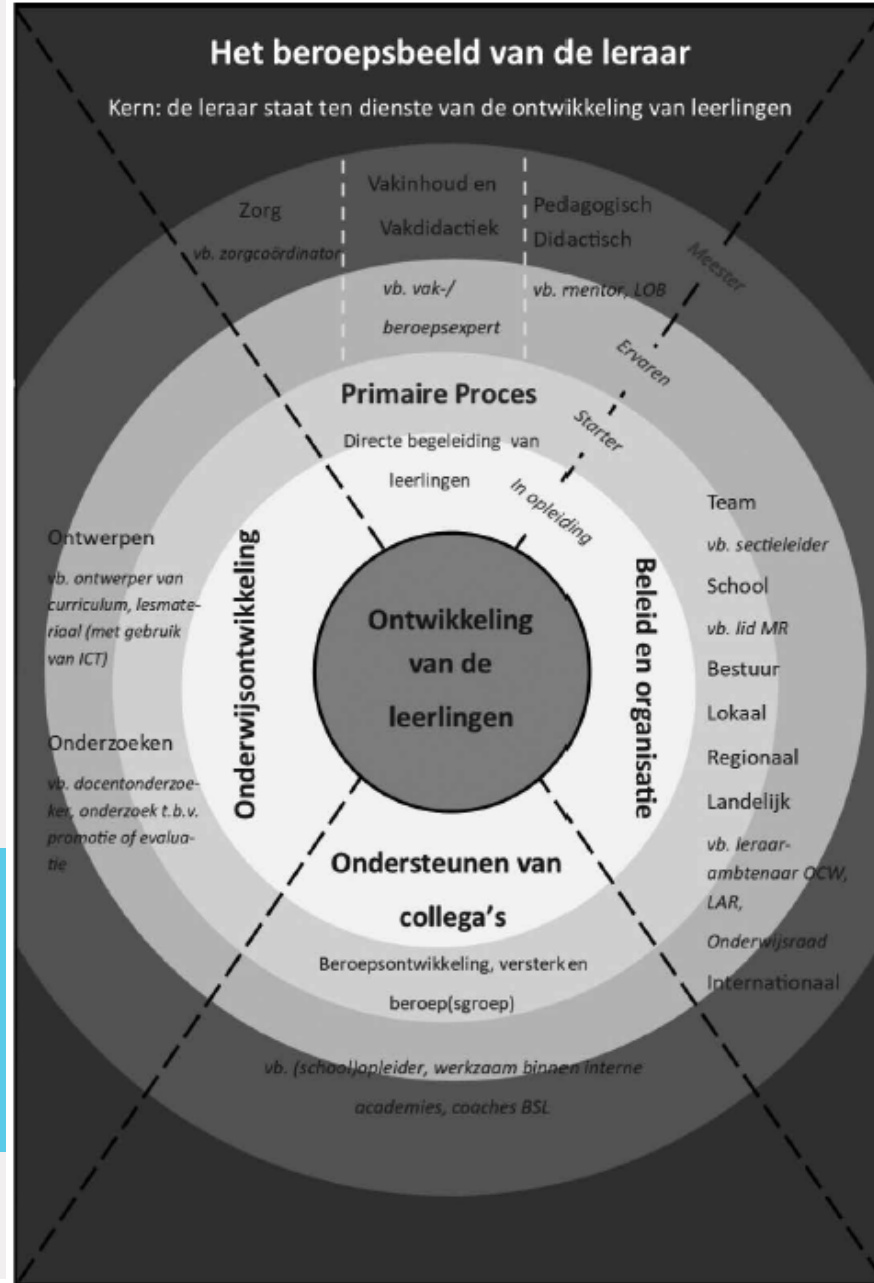 Het beroepsbeeld van de leraar
Kern: de leraar staat ten dienste van de ontwikkeling van leerlingen
Zorg
vb. zorgcoördinator
Vakinhoud en
Vakdidactiek
vb. vak-/
beroepsexpert
Pedagogisch
Didactisch
vb. mentor, LOB
Meester
Ervaren
Starter
In opleiding
Primaire Proces
Directe begeleiding van
leerlingen
Ontwerpen
vb. ontwerper van
curriculum, lesmate-
riaal (met gebruik
van ICT)
Onderzoeken
vb. docentonderzoe-
ker, onderzoek t.b.v.
promotie of evalua-
tie
Onderwijsontwikkeling
Ontwikkeling
van de
leerlingen
Beleid en organisatie
Team
vb. sectieleider
School
vb. lid MR
Bestuur
Lokaal
Regionaal
Landelijk
vb. leraar-
ambtenaar OCW,
LAR,
Onderwijsraad
Internationaal
Ondersteunen van
collega's
Beroepsontwikkeling, versterken
beroep(sgroep)
vb. (school)opleider, werkzaam binnen interne
academies, coaches BSL